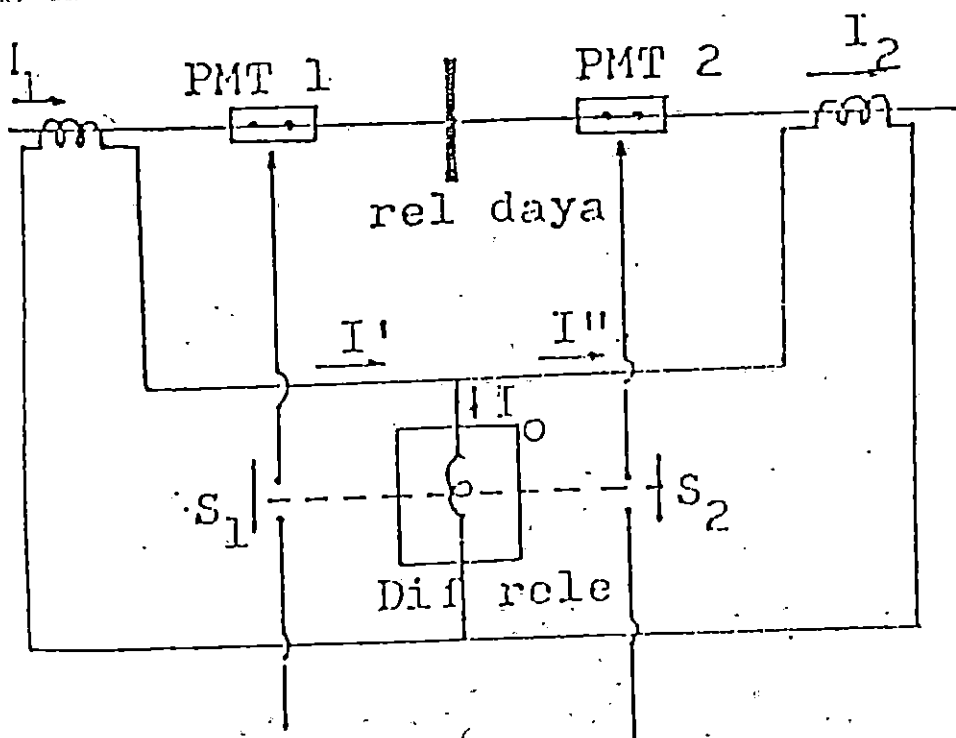 I₁
PMT 1
PMT 2
I₂
rel daya
I'
I''
I₀
S₁
S₂
Dif rele